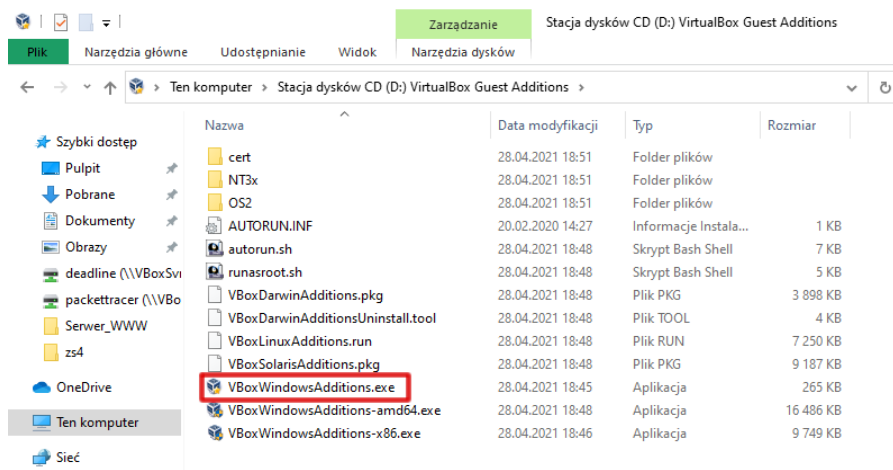 Zarządzanie Stacja dysków CD (D:) VirtualBox Guest Additions
Plik Narzędzia główne Udostępnianie Widok Narzędzia dysków
Ten komputer Stacja dysków CD (D:) VirtualBox Guest Additions
Szybki dostęp
Pulpit
Pobrane
Dokumenty
Obrazy
deadline (\\VBoxSvr
packettracer (\\VBo
Serwer_WWW
zs4
OneDrive
Ten komputer
Sieć
Nazwa Data modyfikacji Typ Rozmiar
cert 28.04.2021 18:51 Folder plików
NT3x 28.04.2021 18:51 Folder plików
OS2 28.04.2021 18:51 Folder plików
AUTORUN.INF 20.02.2020 14:27 Informacje Instala... 1 KB
autorun.sh 28.04.2021 18:48 Skrypt Bash Shell 7 KB
runasroot.sh 28.04.2021 18:48 Skrypt Bash Shell 5 KB
VBoxDarwinAdditions.pkg 28.04.2021 18:48 Plik PKG 3 898 KB
VBoxDarwinAdditionsUninstall.tool 28.04.2021 18:48 Plik TOOL 4 KB
VBoxLinuxAdditions.run 28.04.2021 18:48 Plik RUN 7 250 KB
VBoxSolarisAdditions.pkg 28.04.2021 18:48 Plik PKG 9 187 KB
VBoxWindowsAdditions.exe 28.04.2021 18:45 Aplikacja 265 KB
VBoxWindowsAdditions-amd64.exe 28.04.2021 18:48 Aplikacja 16 486 KB
VBoxWindowsAdditions-x86.exe 28.04.2021 18:46 Aplikacja 9 749 KB